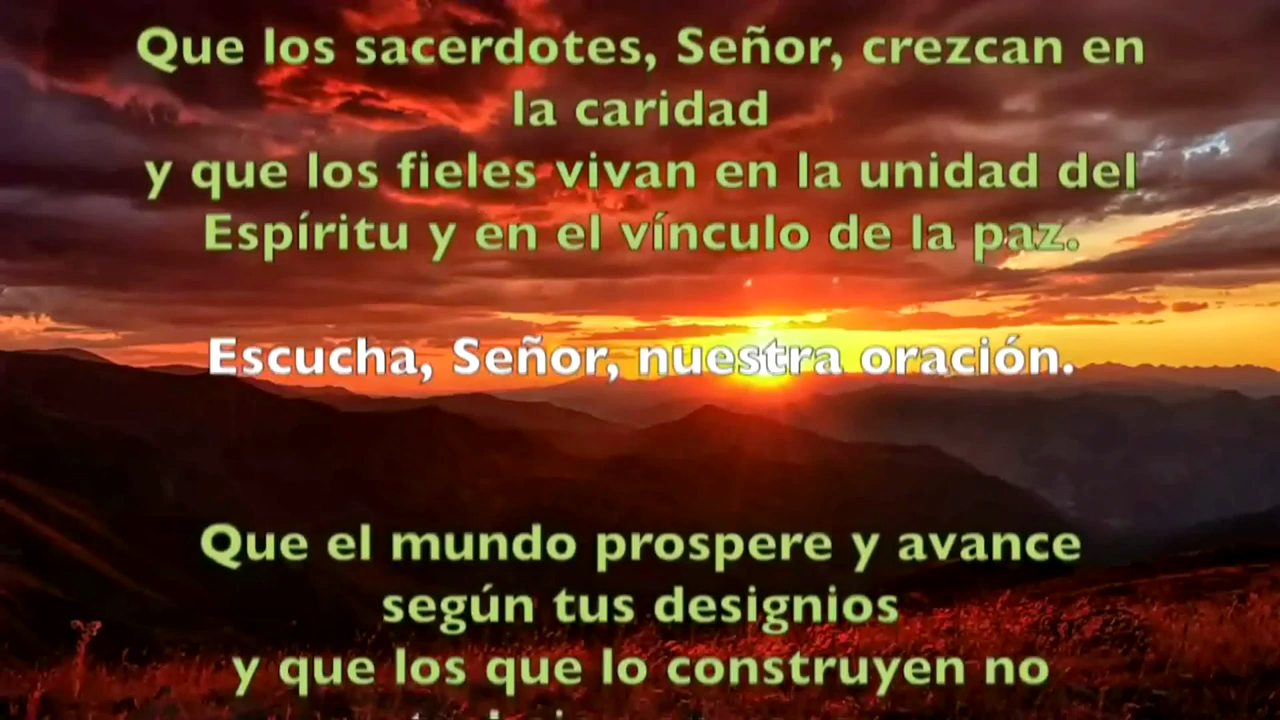 Que los sacerdotes, Señor, crezcan en
la caridad
y que los fieles vivan en la unidad del
Espíritu y en el vínculo de la paz.
Escucha, Señor, nuestra oración.
Que el mundo prospere y avance
según tus designios
y que los que lo construyen no